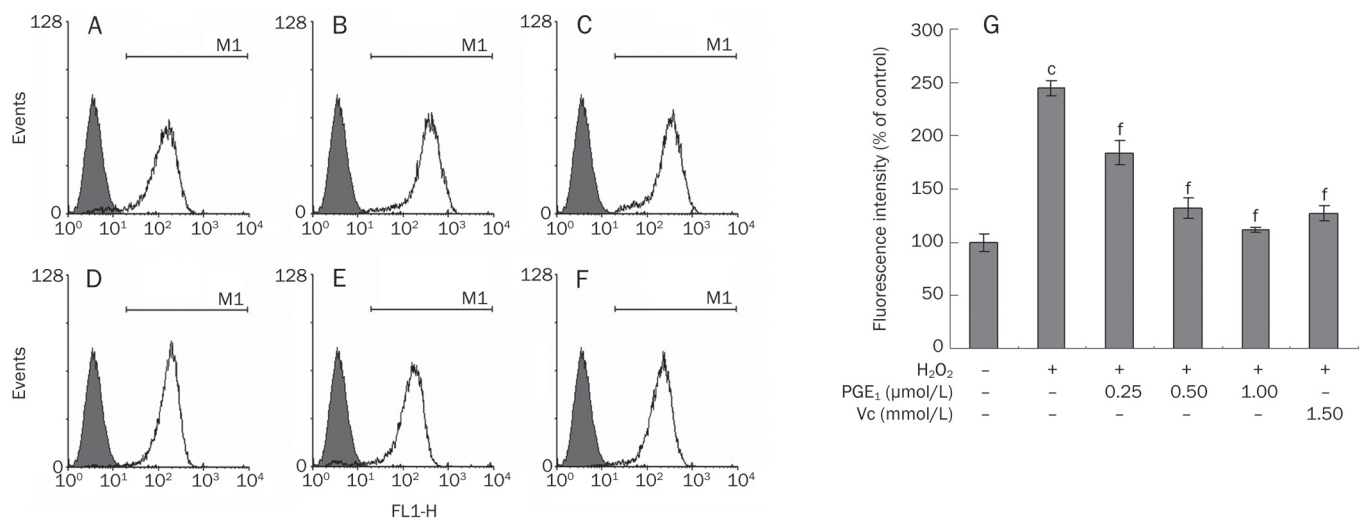 A
128
M1
Events
0
10⁰ 10¹ 10² 10³ 10⁴
B
128
M1
0
10⁰ 10¹ 10² 10³ 10⁴
C
128
M1
0
10⁰ 10¹ 10² 10³ 10⁴
D
128
M1
Events
0
10⁰ 10¹ 10² 10³ 10⁴
E
128
M1
0
10⁰ 10¹ 10² 10³ 10⁴
FL1-H
F
128
M1
0
10⁰ 10¹ 10² 10³ 10⁴
G
Fluorescence intensity (% of control)
300
250
200
150
100
50
0
c
f
f
f
f
H₂O₂ – + + + + +
PGE₁ (μmol/L) – – 0.25 0.50 1.00 –
Vc (mmol/L) – – – – – 1.50